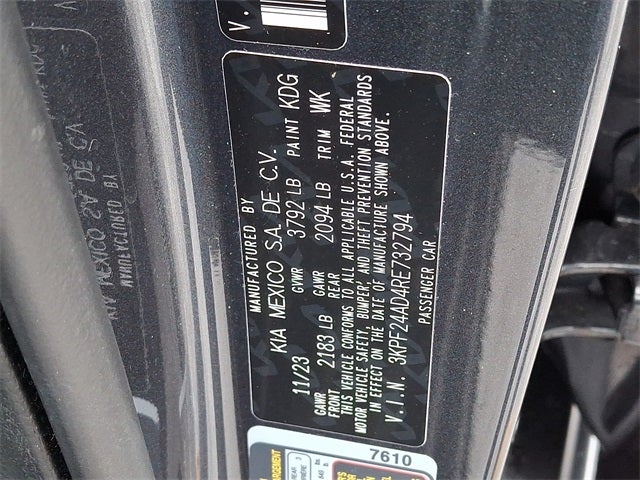 V.
MANUFACTURED BY
KIA MEXICO S.A. DE C.V.
11/23 GVWR 3792 LB PAINT KDG
GAWR FRONT 2183 LB GAWR REAR 2094 LB TRIM WK
THIS VEHICLE CONFORMS TO ALL APPLICABLE U.S.A. FEDERAL
MOTOR VEHICLE SAFETY, BUMPER, AND THEFT PREVENTION STANDARDS
IN EFFECT ON THE DATE OF MANUFACTURE SHOWN ABOVE.
V.I.N. 3KPF24AD4RE732794
PASSENGER CAR
7610